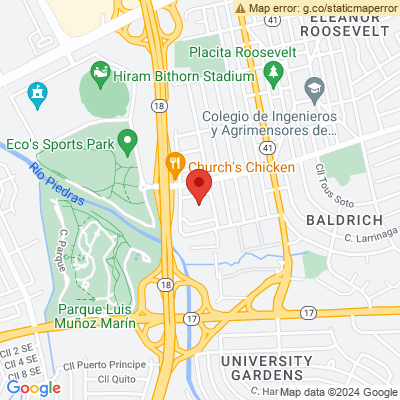 Map error: g.co/staticmaperror
ELEANOR
ROOSEVELT
Placita Roosevelt
Hiram Bithorn Stadium
18
Colegio de Ingenieros
y Agrimensores de...
41
Eco's Sports Park
Church's Chicken
41
Río Piedras
Cll Tous Soto
BALDRICH
C. Larrinaga
C. Parque
18
Parque Luis
Muñoz Marín
17
17
Cll 2 SE
Cll 4 SE
Cll 5 SE
Cll Puerto Principe
Cll Quito
UNIVERSITY
GARDENS
C. Har
Google
Map data ©2024 Google